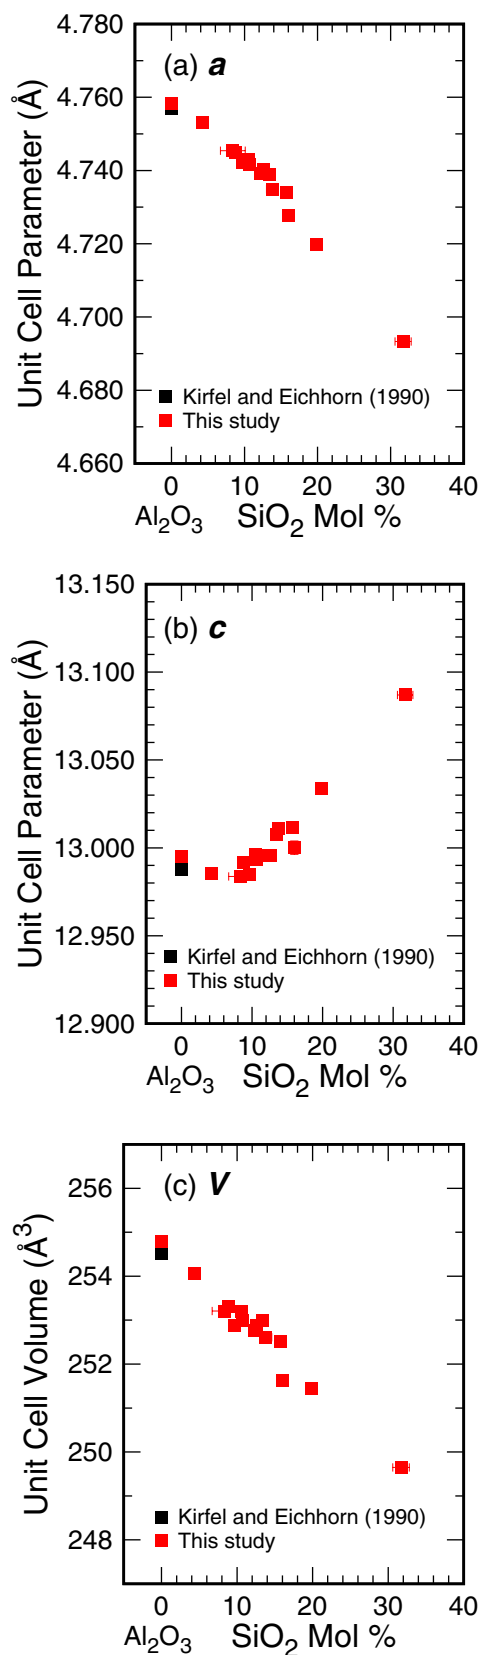 4.780
(a) a
4.760
4.740
4.720
4.700
4.680
4.660
Unit Cell Parameter (Å)
Kirfel and Eichhorn (1990)
This study
0 10 20 30 40
Al₂O₃ SiO₂ Mol %
13.150
(b) c
13.100
13.050
13.000
12.950
12.900
Unit Cell Parameter (Å)
Kirfel and Eichhorn (1990)
This study
0 10 20 30 40
Al₂O₃ SiO₂ Mol %
(c) V
256
254
252
250
248
Unit Cell Volume (Å³)
Kirfel and Eichhorn (1990)
This study
0 10 20 30 40
Al₂O₃ SiO₂ Mol %